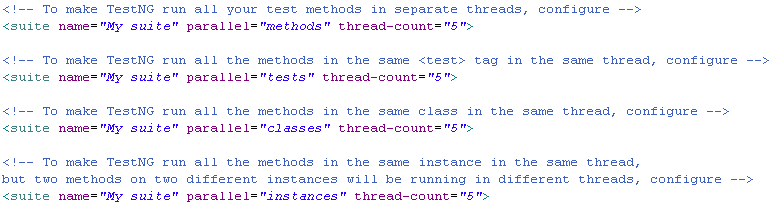 <!-- To make TestNG run all your test methods in separate threads, configure -->
<suite name="My suite" parallel="methods" thread-count="5">
<!-- To make TestNG run all the methods in the same <test> tag in the same thread, configure -->
<suite name="My suite" parallel="tests" thread-count="5">
<!-- To make TestNG run all the methods in the same class in the same thread, configure -->
<suite name="My suite" parallel="classes" thread-count="5">
<!-- To make TestNG run all the methods in the same instance in the same thread,
but two methods on two different instances will be running in different threads, configure -->
<suite name="My suite" parallel="instances" thread-count="5">